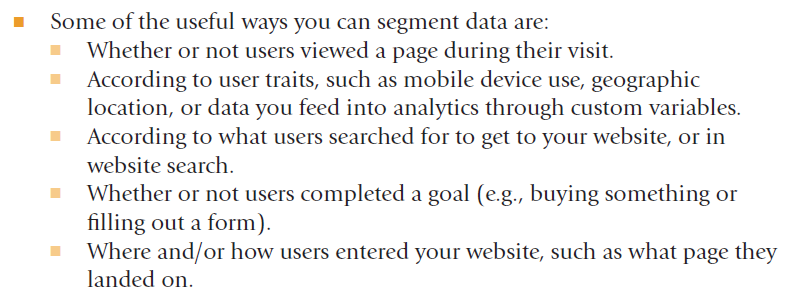 Some of the useful ways you can segment data are:
Whether or not users viewed a page during their visit.
According to user traits, such as mobile device use, geographic
location, or data you feed into analytics through custom variables.
According to what users searched for to get to your website, or in
website search.
Whether or not users completed a goal (e.g., buying something or
filling out a form).
Where and/or how users entered your website, such as what page they
landed on.